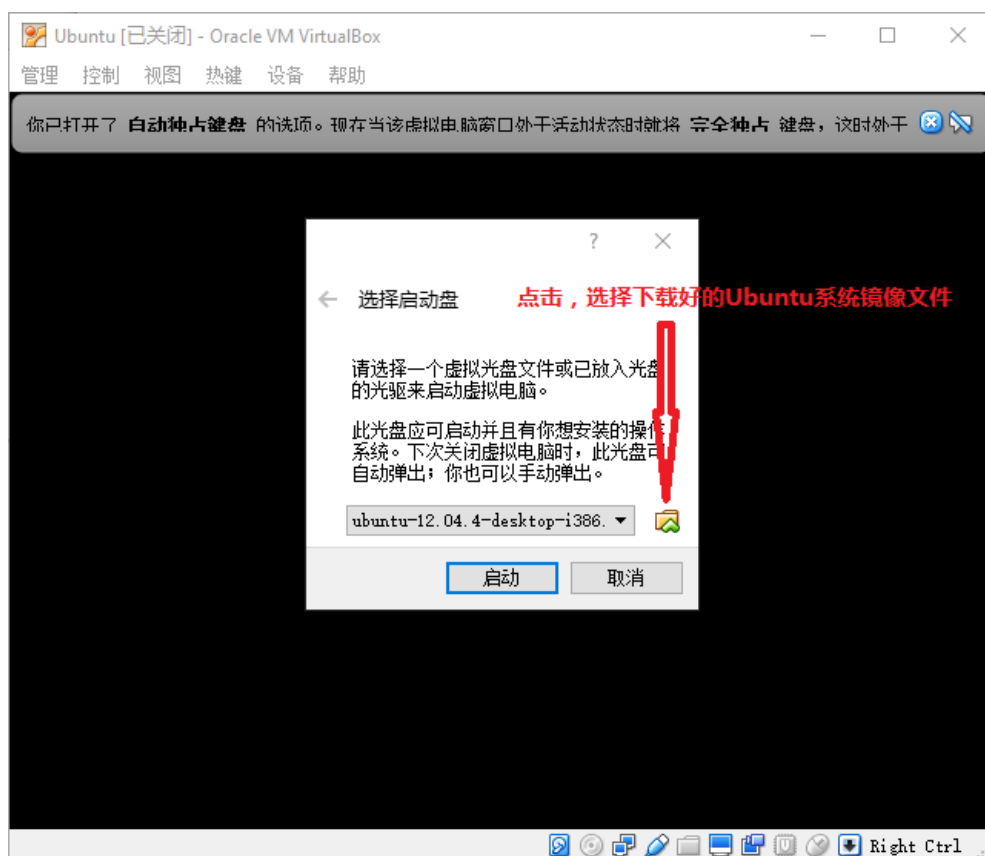 Ubuntu [已关闭] - Oracle VM VirtualBox
管理 控制 视图 热键 设备 帮助
你已打开了 自动独占键盘 的选项。现在当该虚拟电脑窗口处于活动状态时就将 完全独占 键盘，这时处于
?
选择启动盘
点击，选择下载好的Ubuntu系统镜像文件
请选择一个虚拟光盘文件或已放入光盘
的光驱来启动虚拟电脑。
此光盘应可启动并且有你想安装的操作
系统。下次关闭虚拟电脑时，此光盘可
自动弹出；你也可以手动弹出。
ubuntu-12.04.4-desktop-i386.
启动 取消
Right Ctrl